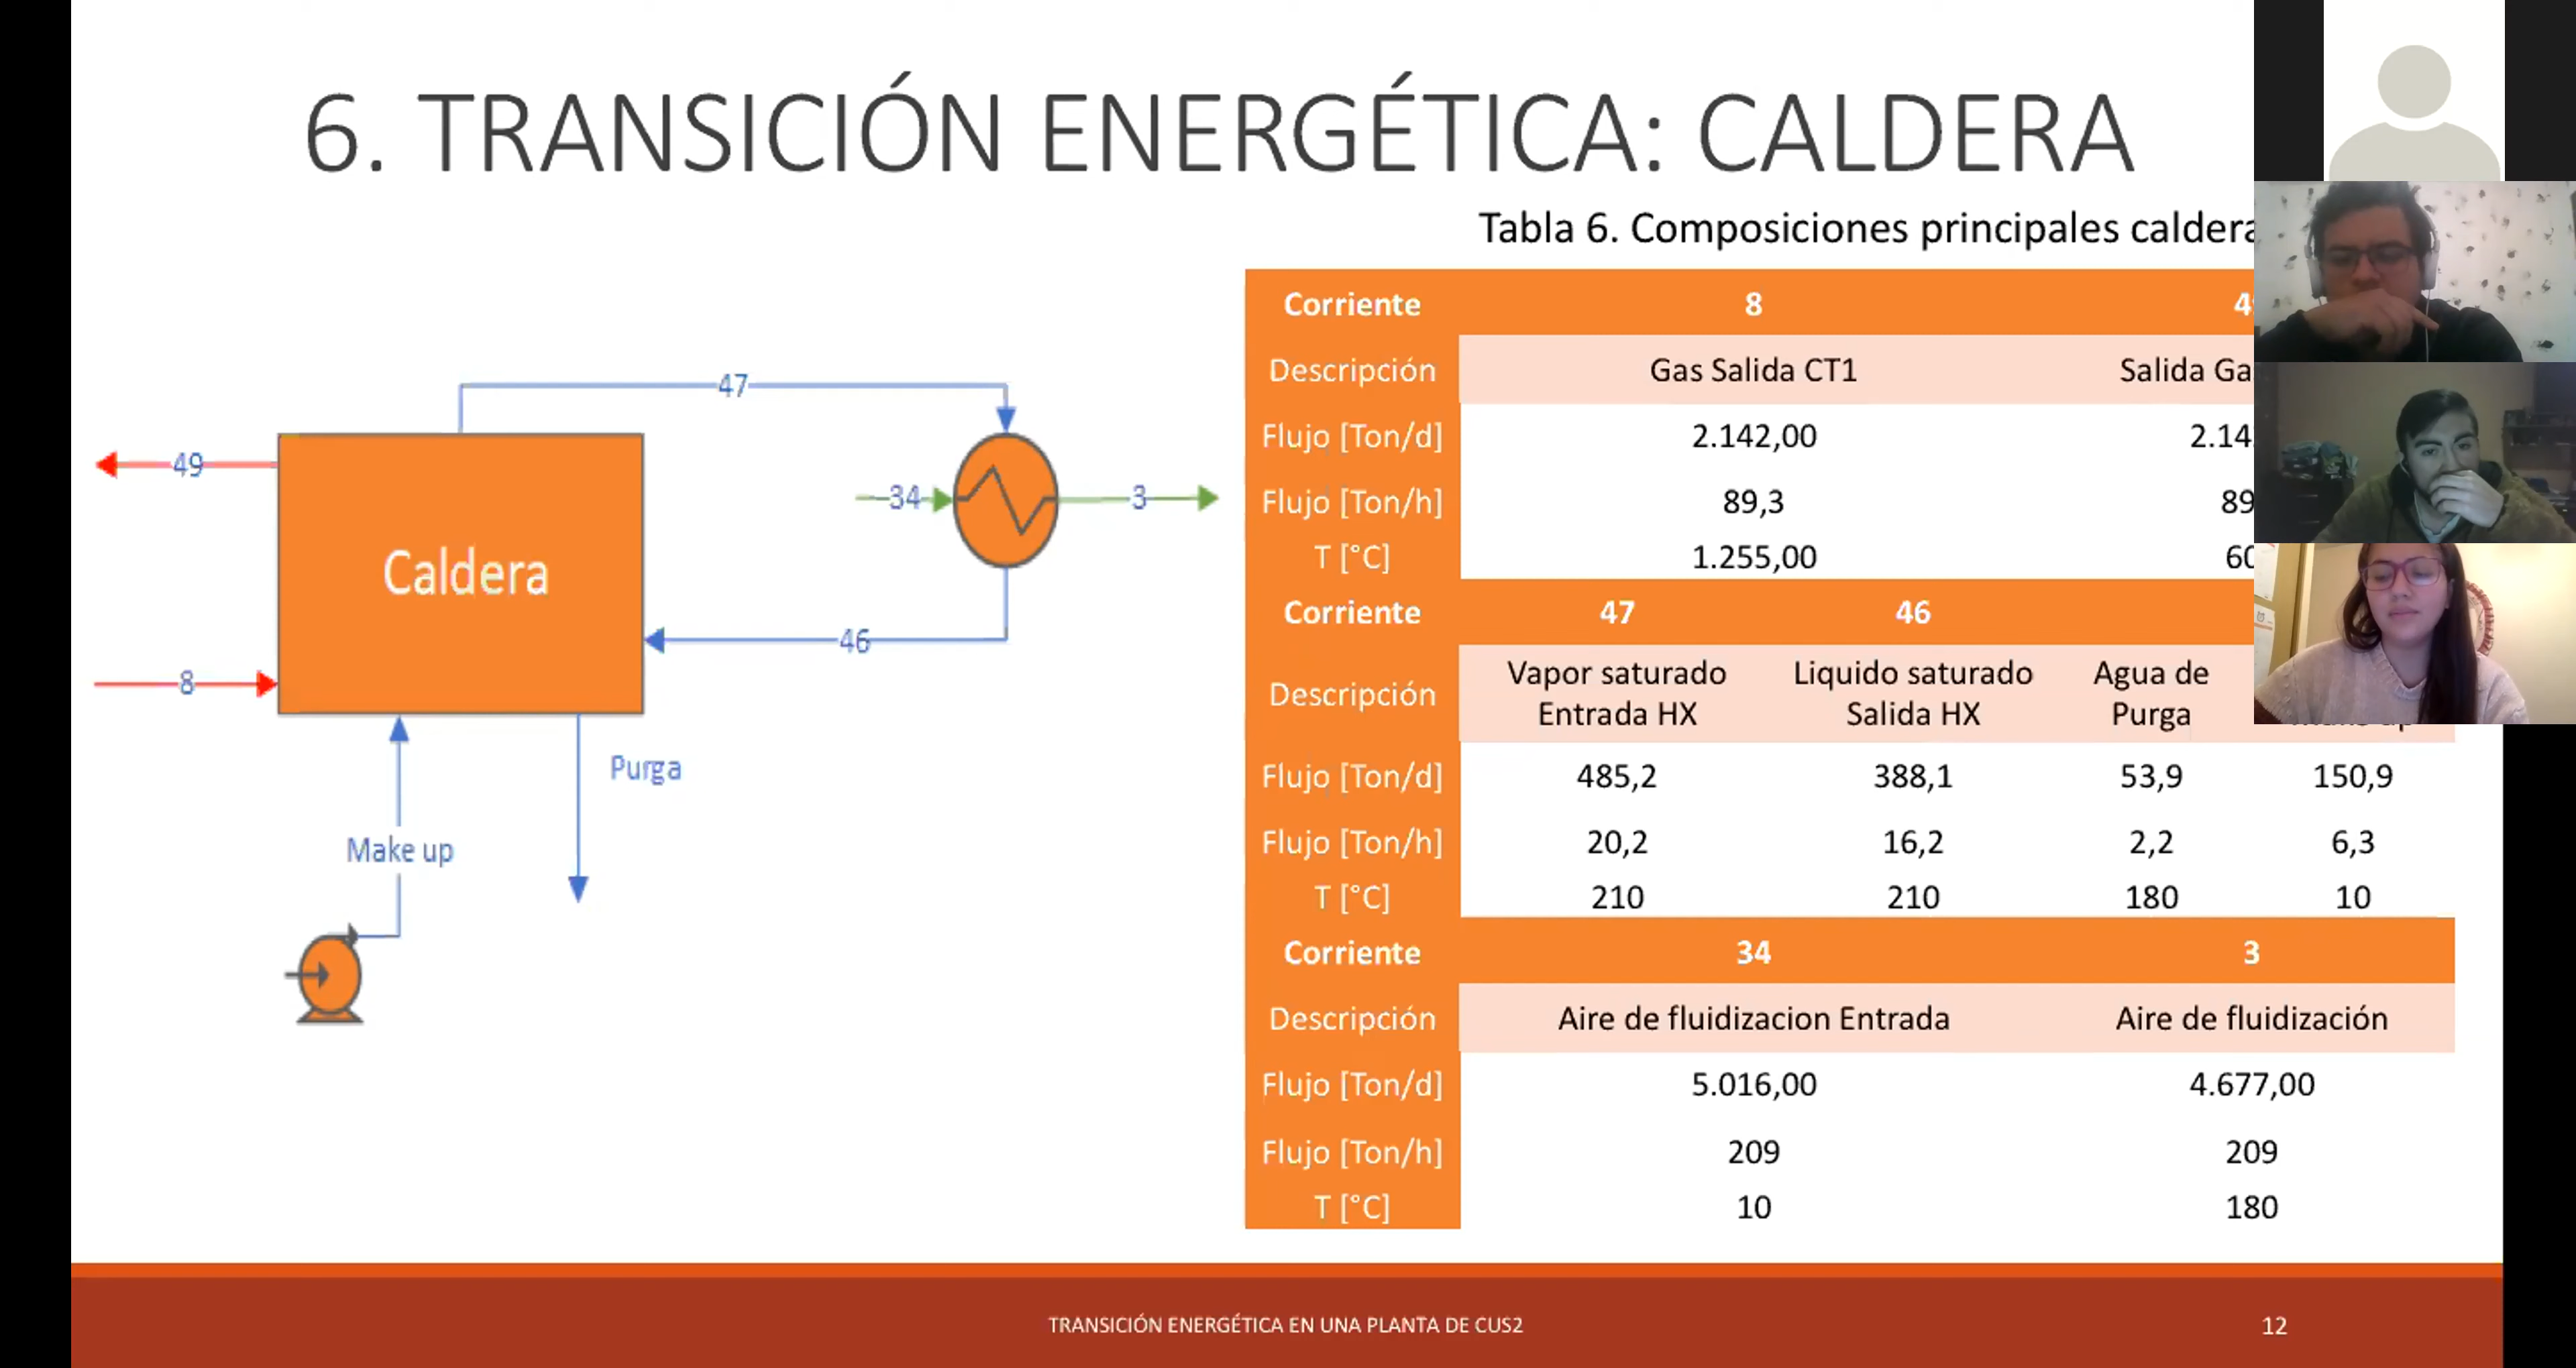 6. TRANSICIÓN ENERGÉTICA: CALDERA
Tabla 6. Composiciones principales caldera
47
49
34
3
Caldera
46
8
Purga
Make up
Corriente 8
Descripción Gas Salida CT1 Salida
Flujo [Ton/d] 2.142,00
Flujo [Ton/h] 89,3
T [°C] 1.255,00
Corriente 47 46
Descripción
Vapor saturado Liquido saturado Agua de
Entrada HX Salida HX Purga
Flujo [Ton/d] 485,2 388,1 53,9 150,9
Flujo [Ton/h] 20,2 16,2 2,2 6,3
T [°C] 210 210 180 10
Corriente 34 3
Descripción Aire de fluidizacion Entrada Aire de fluidización
Flujo [Ton/d] 5.016,00 4.677,00
Flujo [Ton/h] 209 209
T [°C] 10 180
TRANSICIÓN ENERGÉTICA EN UNA PLANTA DE CUS2
12